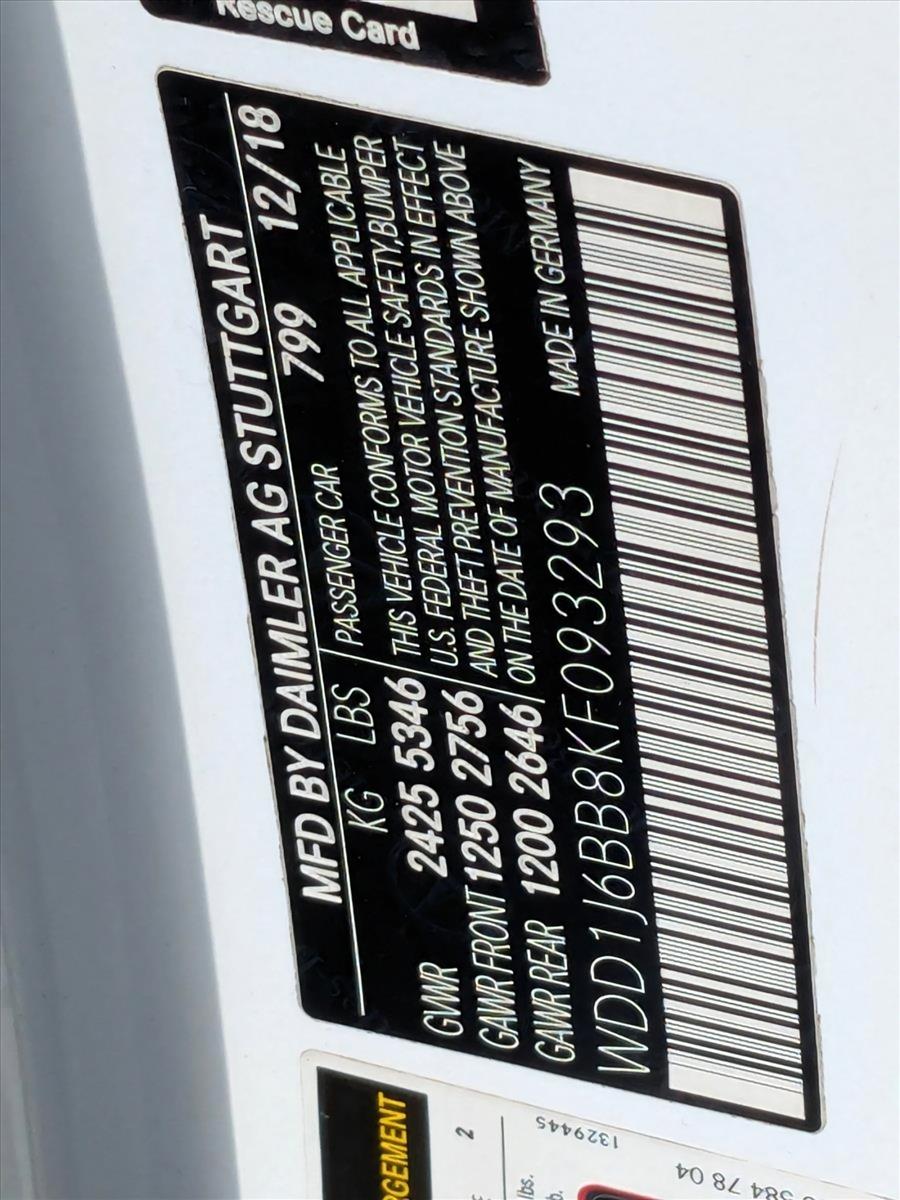 Rescue Card
MFD BY DAIMLER AG STUTTGART
799 12/18
KG LBS PASSENGER CAR
GVWR 2425 5346
GAWR FRONT 1250 2756
GAWR REAR 1200 2646
THIS VEHICLE CONFORMS TO ALL APPLICABLE
U.S. FEDERAL MOTOR VEHICLE SAFETY,BUMPER
AND THEFT PREVENTION STANDARDS IN EFFECT
ON THE DATE OF MANUFACTURE SHOWN ABOVE
MADE IN GERMANY
WDD1J6BB8KF093293
RGEMENT
2
lbs.
1329445
584 78 04